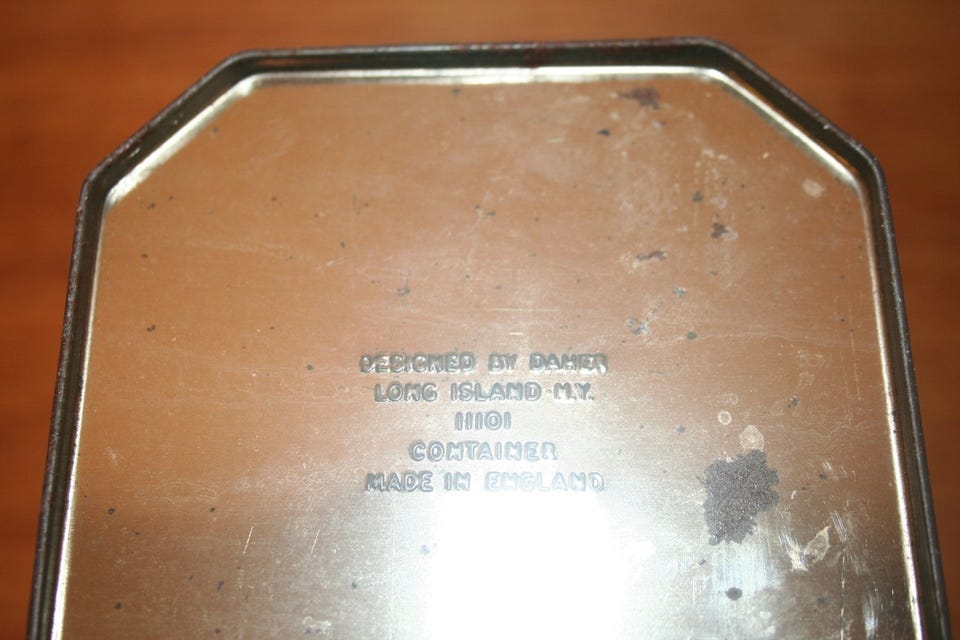 DESIGNED BY DAHER
LONG ISLAND N.Y.
11101
CONTAINER
MADE IN ENGLAND